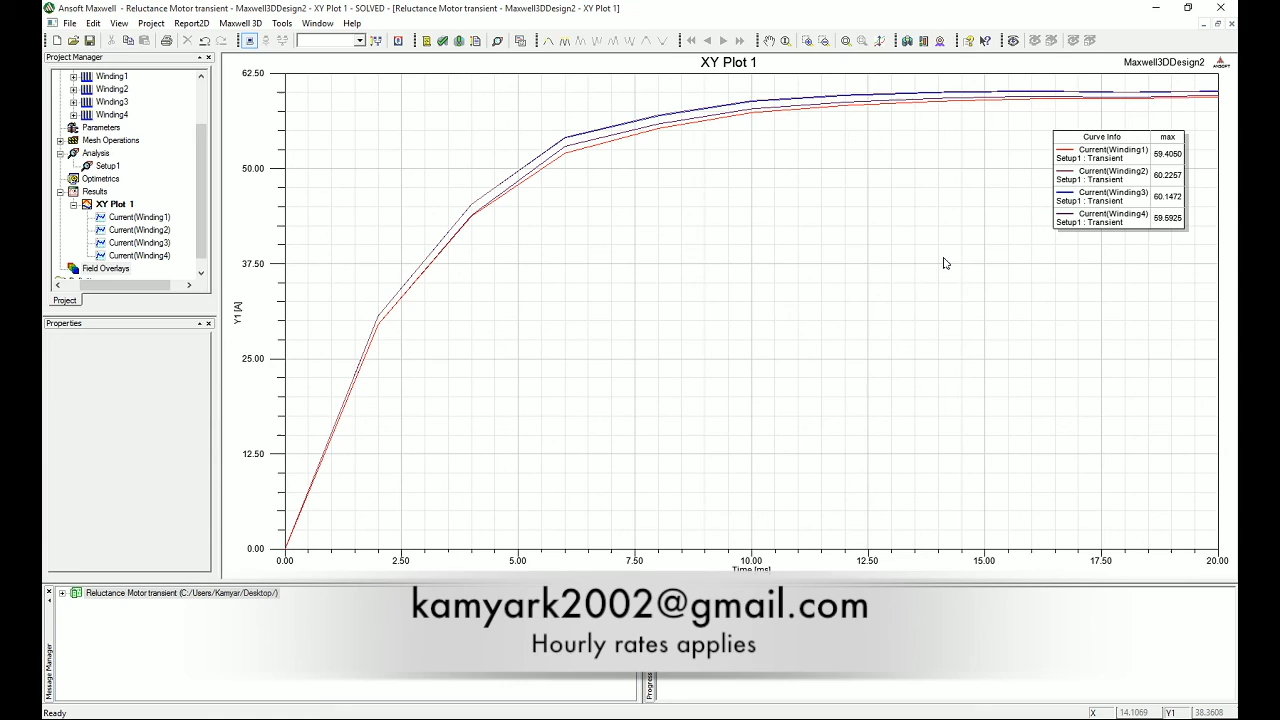 Ansoft Maxwell - Reluctance Motor transient - Maxwell3DDesign2 - XY Plot 1 - SOLVED - [Reluctance Motor transient - Maxwell3DDesign2 - XY Plot 1]
File Edit View Project Report2D Maxwell 3D Tools Window Help
Project Manager
Winding1
Winding2
Winding3
Winding4
Parameters
Mesh Operations
Analysis
Setup1
Optimetrics
Results
XY Plot 1
Current(Winding1)
Current(Winding2)
Current(Winding3)
Current(Winding4)
Field Overlays
Project
Properties
XY Plot 1
Maxwell3DDesign2
ANSOFT
62.50
50.00
37.50
25.00
12.50
0.00
Y1 [A]
Curve Info max
Current(Winding1)
Setup1 : Transient 59.4050
Current(Winding2)
Setup1 : Transient 60.2257
Current(Winding3)
Setup1 : Transient 60.1472
Current(Winding4)
Setup1 : Transient 59.5925
0.00 2.50 5.00 7.50 10.00 12.50 15.00 17.50 20.00
Time [ms]
Reluctance Motor transient (C:/Users/Kamyar/Desktop/)
kamyark2002@gmail.com
Hourly rates applies
Message Manager
Progress
Ready
X 14.1069 Y1 38.3608